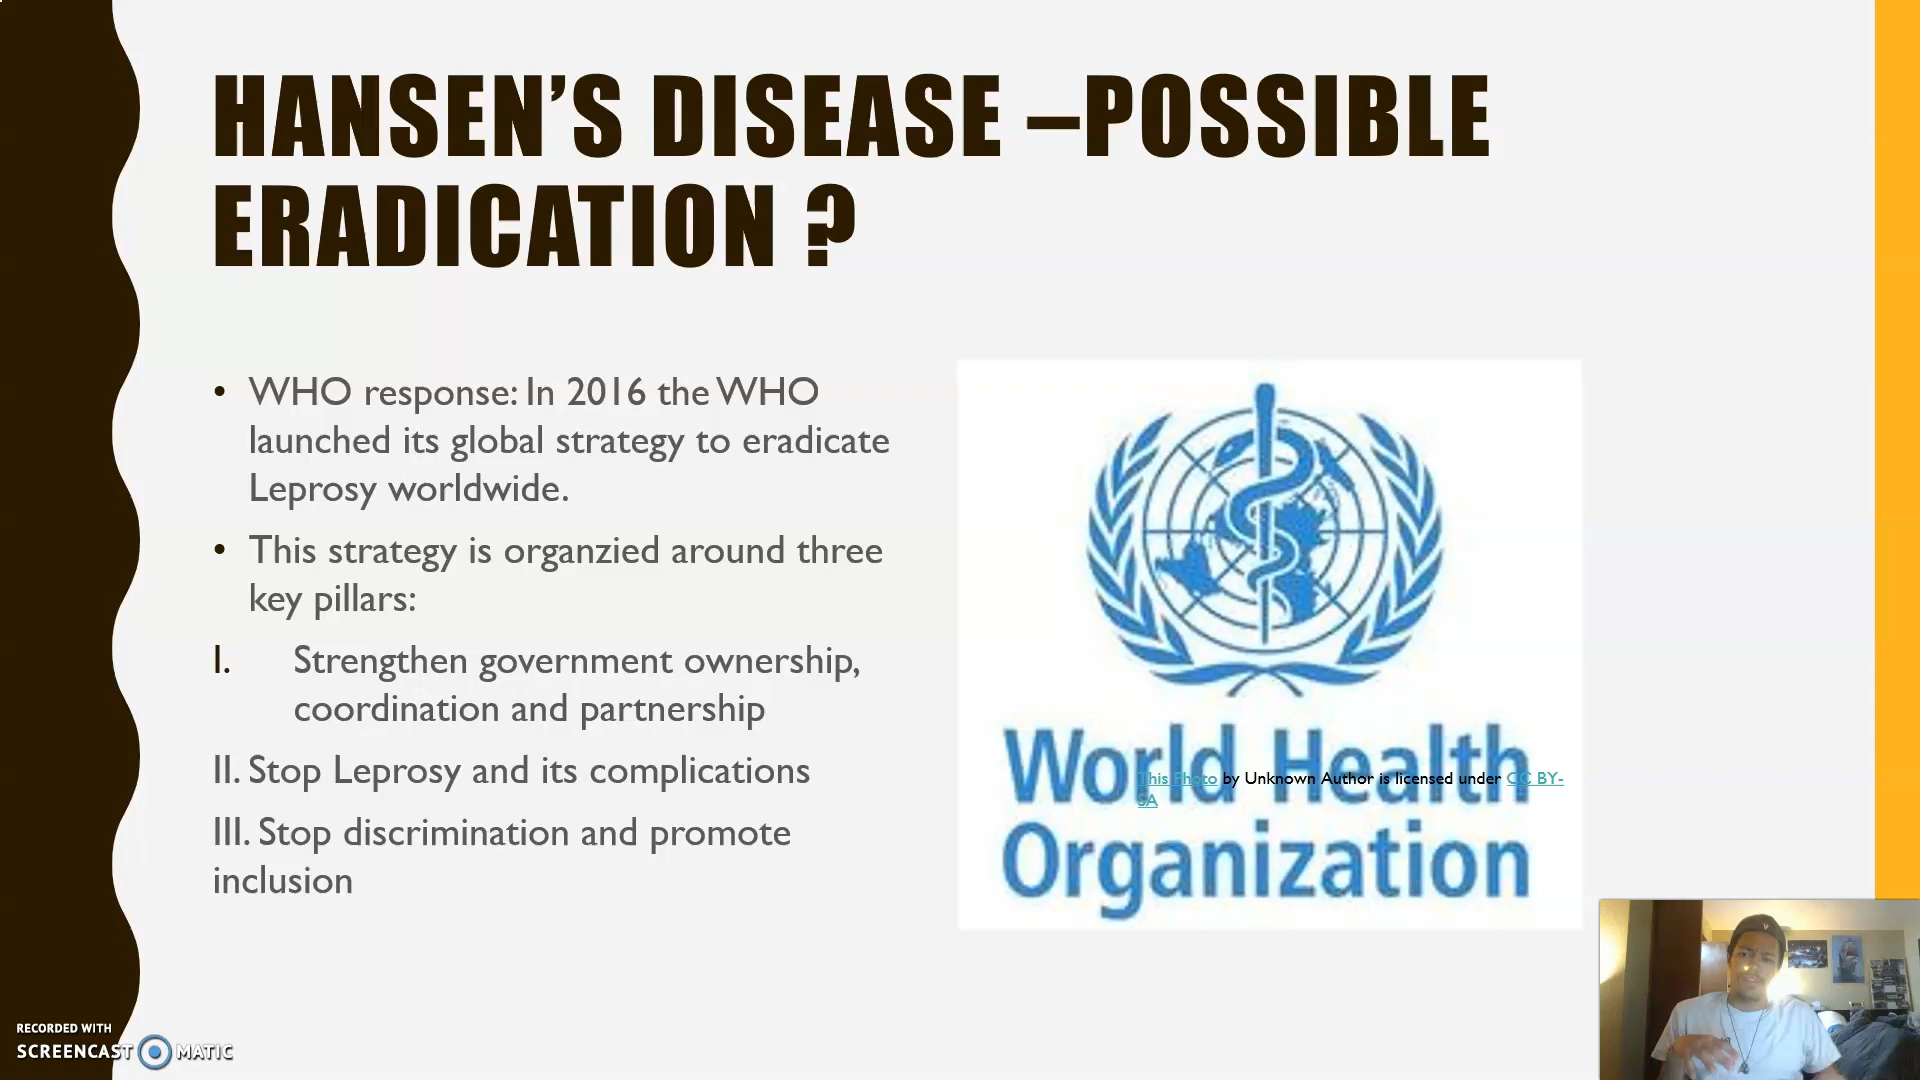 HANSEN’S DISEASE –POSSIBLE
ERADICATION ?
• WHO response: In 2016 the WHO
launched its global strategy to eradicate
Leprosy worldwide.
• This strategy is organzied around three
key pillars:
I. Strengthen government ownership,
coordination and partnership
II. Stop Leprosy and its complications
III. Stop discrimination and promote
inclusion
World Health
Organization
This Photo by Unknown Author is licensed under CC BY-
SA
RECORDED WITH
SCREENCAST MATIC